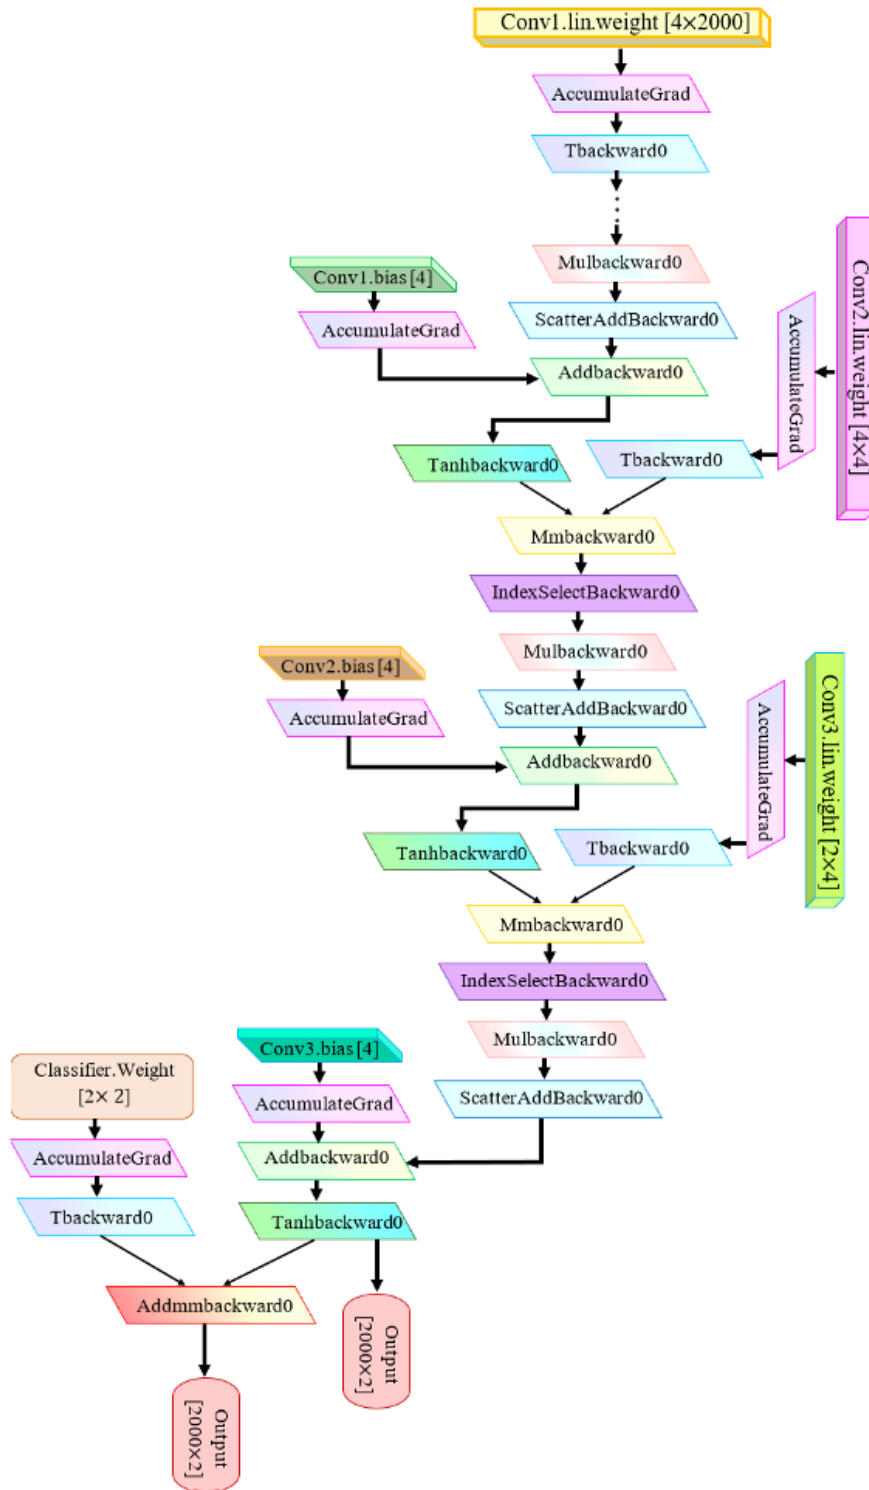 Conv1.lin.weight [4×2000]
AccumulateGrad
Tbackward0
Mulbackward0
Conv1.bias [4]
AccumulateGrad
ScatterAddBackward0
Addbackward0
Conv2.lin.weight [4×4]
AccumulateGrad
Tanhbackward0
Tbackward0
Mmbackward0
IndexSelectBackward0
Mulbackward0
Conv2.bias [4]
AccumulateGrad
ScatterAddBackward0
Addbackward0
Conv3.lin.weight [2×4]
AccumulateGrad
Tanhbackward0
Tbackward0
Mmbackward0
IndexSelectBackward0
Mulbackward0
ScatterAddBackward0
Conv3.bias [4]
AccumulateGrad
Addbackward0
Tanhbackward0
Classifier.Weight
[2× 2]
AccumulateGrad
Tbackward0
Addmmbackward0
Output
[2000×2]
Output
[2000×2]